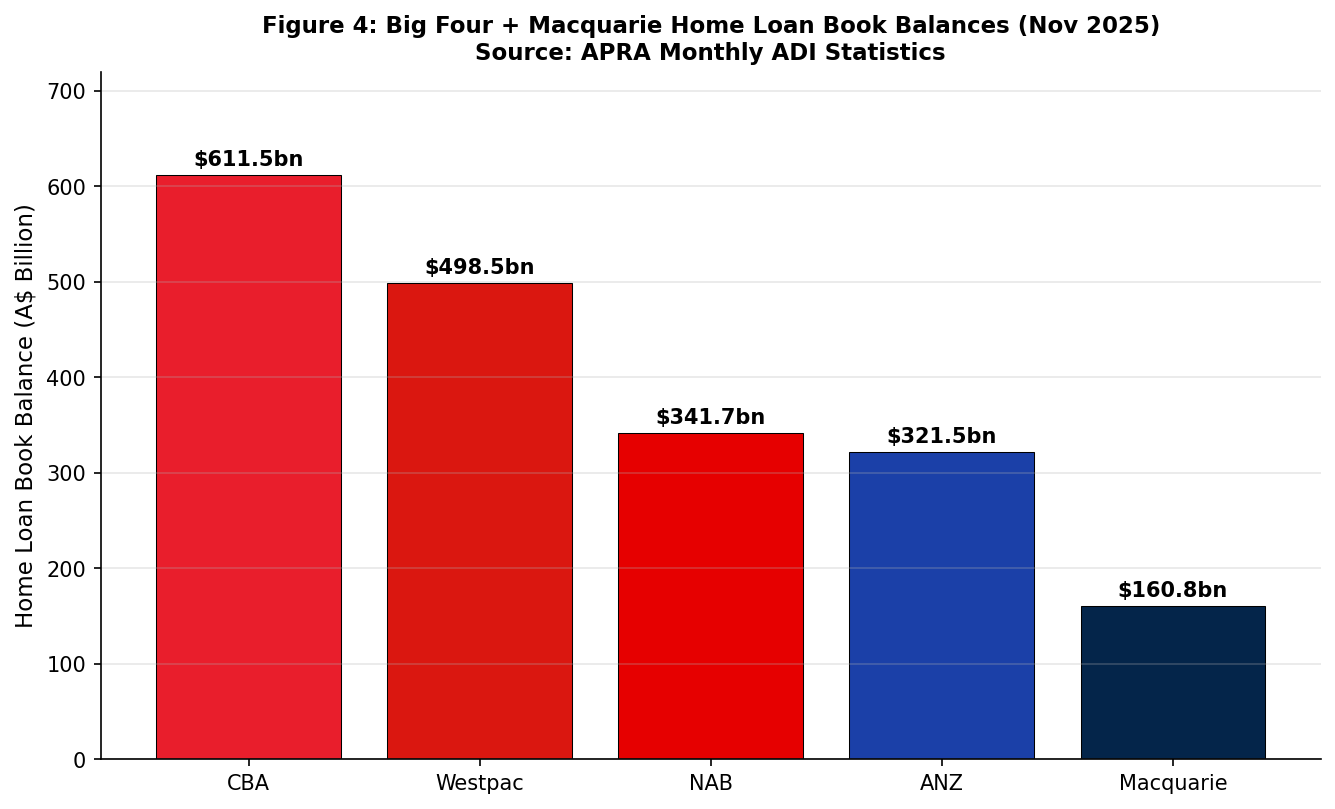 Figure 4: Big Four + Macquarie Home Loan Book Balances (Nov 2025)
Source: APRA Monthly ADI Statistics
Home Loan Book Balance (A$ Billion)
700
600
500
400
300
200
100
0
$611.5bn
$498.5bn
$341.7bn
$321.5bn
$160.8bn
CBA
Westpac
NAB
ANZ
Macquarie